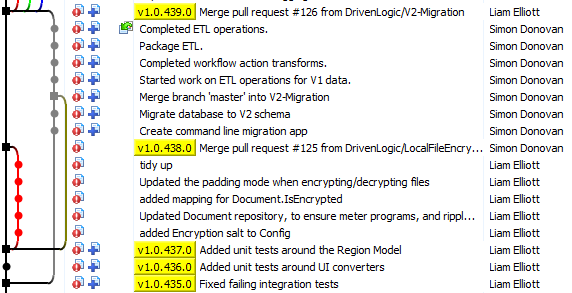 v1.0.439.0 Merge pull request #126 from DrivenLogic/V2-Migration Liam Elliott
Completed ETL operations. Simon Donovan
Package ETL. Simon Donovan
Completed workflow action transforms. Simon Donovan
Started work on ETL operations for V1 data. Simon Donovan
Merge branch 'master' into V2-Migration Simon Donovan
Migrate database to V2 schema Simon Donovan
Create command line migration app Simon Donovan
v1.0.438.0 Merge pull request #125 from DrivenLogic/LocalFileEncry... Simon Donovan
tidy up Liam Elliott
Updated the padding mode when encrypting/decrypting files Liam Elliott
added mapping for Document.IsEncrypted Liam Elliott
Updated Document repository, to ensure meter programs, and rippl... Liam Elliott
added Encryption salt to Config Liam Elliott
v1.0.437.0 Added unit tests around the Region Model Liam Elliott
v1.0.436.0 Added unit tests around UI converters Liam Elliott
v1.0.435.0 Fixed failing integration tests Liam Elliott